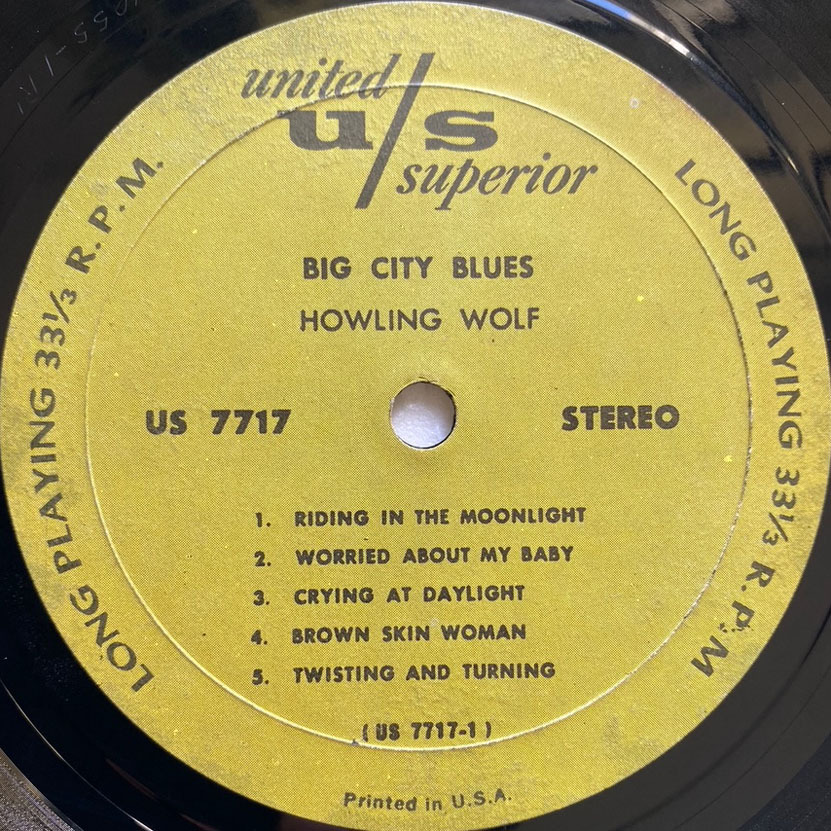 united
u/s
superior
BIG CITY BLUES
HOWLING WOLF
US 7717
STEREO
1. RIDING IN THE MOONLIGHT
2. WORRIED ABOUT MY BABY
3. CRYING AT DAYLIGHT
4. BROWN SKIN WOMAN
5. TWISTING AND TURNING
( US 7717-1 )
LONG PLAYING 33⅓ R.P.M.
LONG PLAYING 33⅓ R.P.M
Printed in U.S.A.